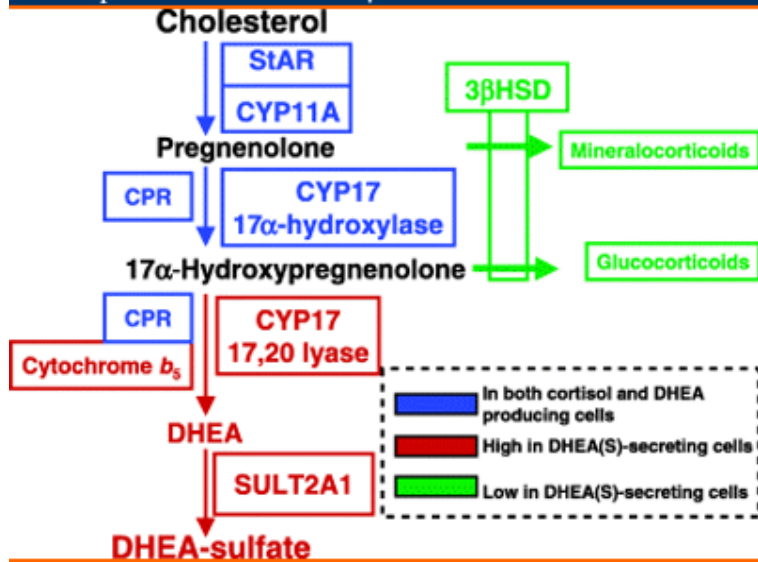 Cholesterol
StAR
CYP11A
3βHSD
Pregnenolone
Mineralocorticoids
CPR
CYP17
17α-hydroxylase
17α-Hydroxypregnenolone
Glucocorticoids
CPR
CYP17
17,20 lyase
Cytochrome b₅
In both cortisol and DHEA
producing cells
DHEA
High in DHEA(S)-secreting cells
SULT2A1
Low in DHEA(S)-secreting cells
DHEA-sulfate